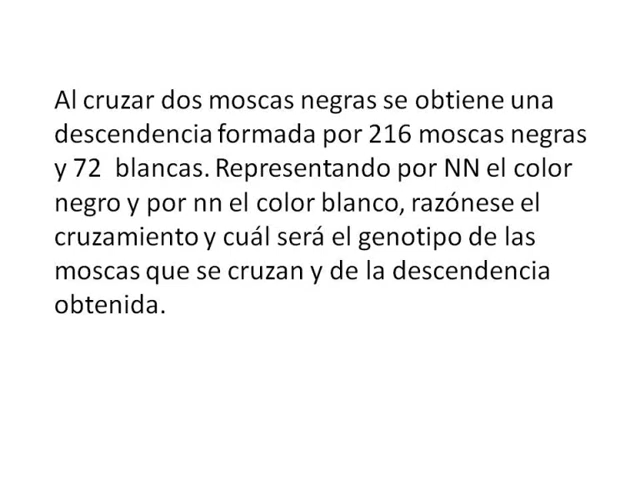 Al cruzar dos moscas negras se obtiene una
descendencia formada por 216 moscas negras
y 72  blancas. Representando por NN el color
negro y por nn el color blanco, razónese el
cruzamiento y cuál será el genotipo de las
moscas que se cruzan y de la descendencia
obtenida.